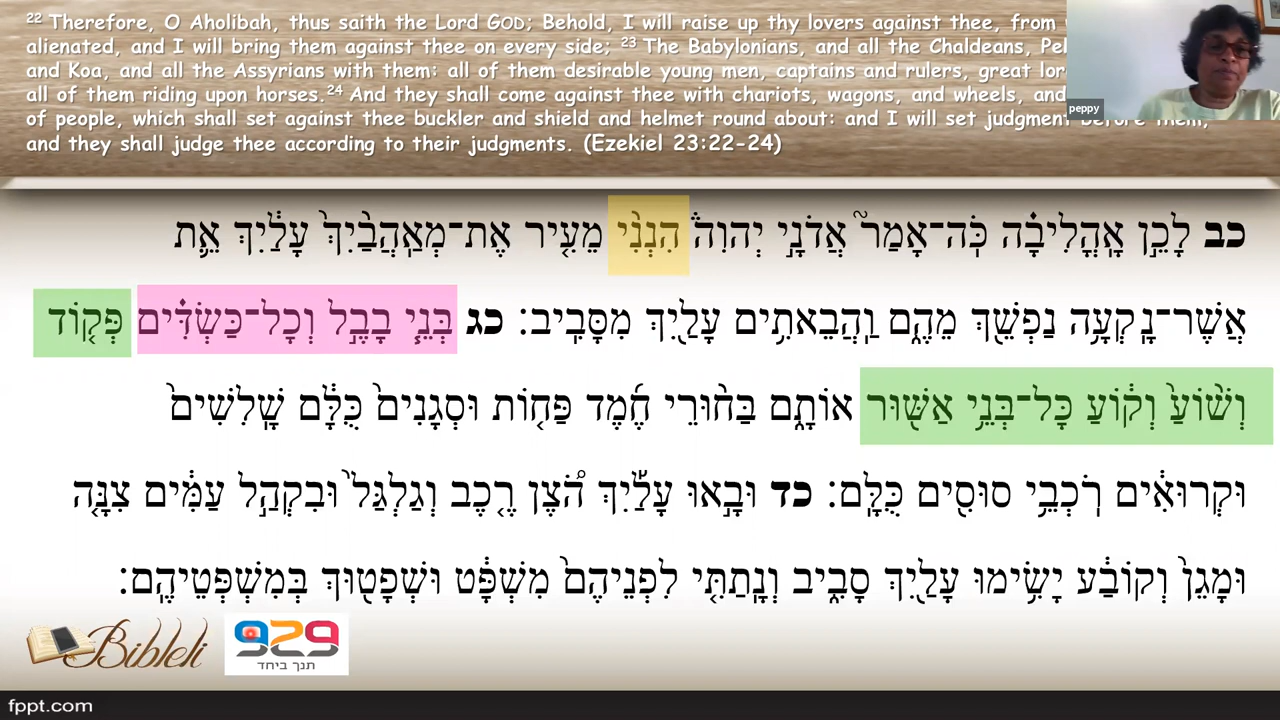 22 Therefore, O Aholibah, thus saith the Lord GOD; Behold, I will raise up thy lovers against thee, from
alienated, and I will bring them against thee on every side; 23 The Babylonians, and all the Chaldeans,
and Koa, and all the Assyrians with them: all of them desirable young men, captains and rulers, great
all of them riding upon horses.24 And they shall come against thee with chariots, wagons, and wheels, and
peppy
of people, which shall set against thee buckler and shield and helmet round about: and I will set judgment before them,
and they shall judge thee according to their judgments. (Ezekiel 23:22-24)
כב לָכֵ֣ן אׇהֳלִיבָ֗ה כֹּֽה־אָמַר֮ אֲדֹנָ֣י יְהוִה֒ הִנְנִ֨י מֵעִ֤יר אֶת־מְאַֽהֲבַ֙יִךְ֙ עָלַ֔יִךְ אֵ֛ת
אֲשֶׁר־נָקְעָ֥ה נַפְשֵׁ֖ךְ מֵהֶ֑ם וַהֲבֵאתִ֥ים עָלַ֖יִךְ מִסָּבִֽיב׃ כג בְּנֵ֧י בָבֶ֣ל וְכׇל־כַּשְׂדִּ֗ים פְּק֤וֹד
וְשׁ֙וֹעַ֙ וְק֔וֹעַ כׇּל־בְּנֵ֥י אַשּׁ֖וּר אוֹתָ֑ם בַּח֨וּרֵי חֶ֜מֶד פַּח֤וֹת וּסְגָנִים֙ כֻּלָּ֔ם שָֽׁלִשִׁים֙
וּקְרוּאִ֔ים רֹכְבֵ֥י סוּסִ֖ים כֻּלָּֽם׃ כד וּבָ֣אוּ עָלַ֡יִךְ הֹ֠צֶן רֶ֤כֶב וְגַלְגַּל֙ וּבִקְהַ֣ל עַמִּ֔ים צִנָּ֤ה
וּמָגֵן֙ וְקוֹבַ֔ע יָשִׂ֥ימוּ עָלַ֖יִךְ סָבִ֑יב וְנָתַתִּ֤י לִפְנֵיהֶם֙ מִשְׁפָּ֔ט וּשְׁפָט֖וּךְ בְּמִשְׁפְּטֵיהֶֽם׃
Bibleli 929
תנך ביחד
fppt.com